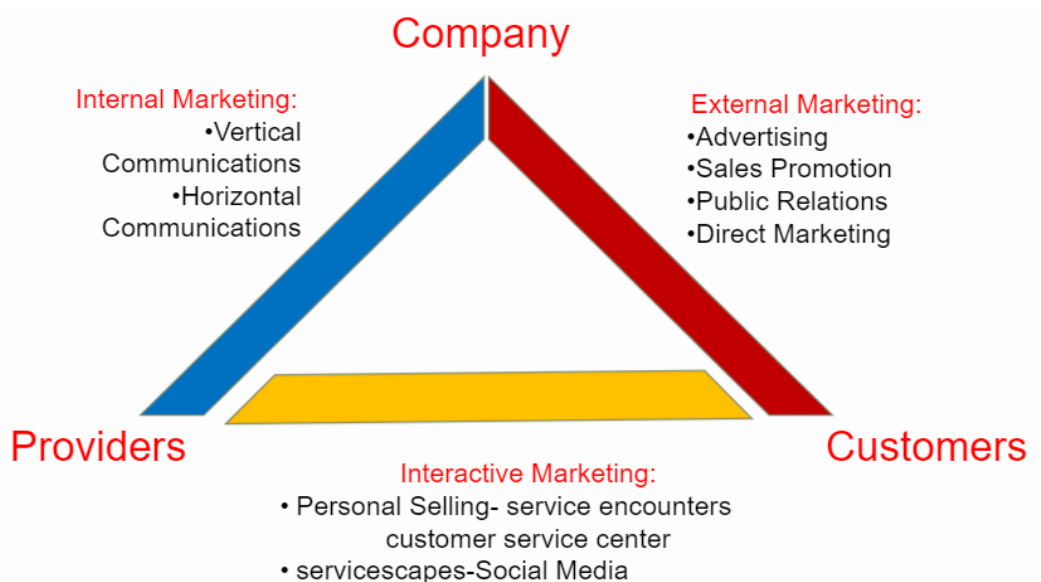 Company
Internal Marketing:
•Vertical
Communications
•Horizontal
Communications
External Marketing:
•Advertising
•Sales Promotion
•Public Relations
•Direct Marketing
Providers
Customers
Interactive Marketing:
• Personal Selling- service encounters
customer service center
• servicescapes-Social Media